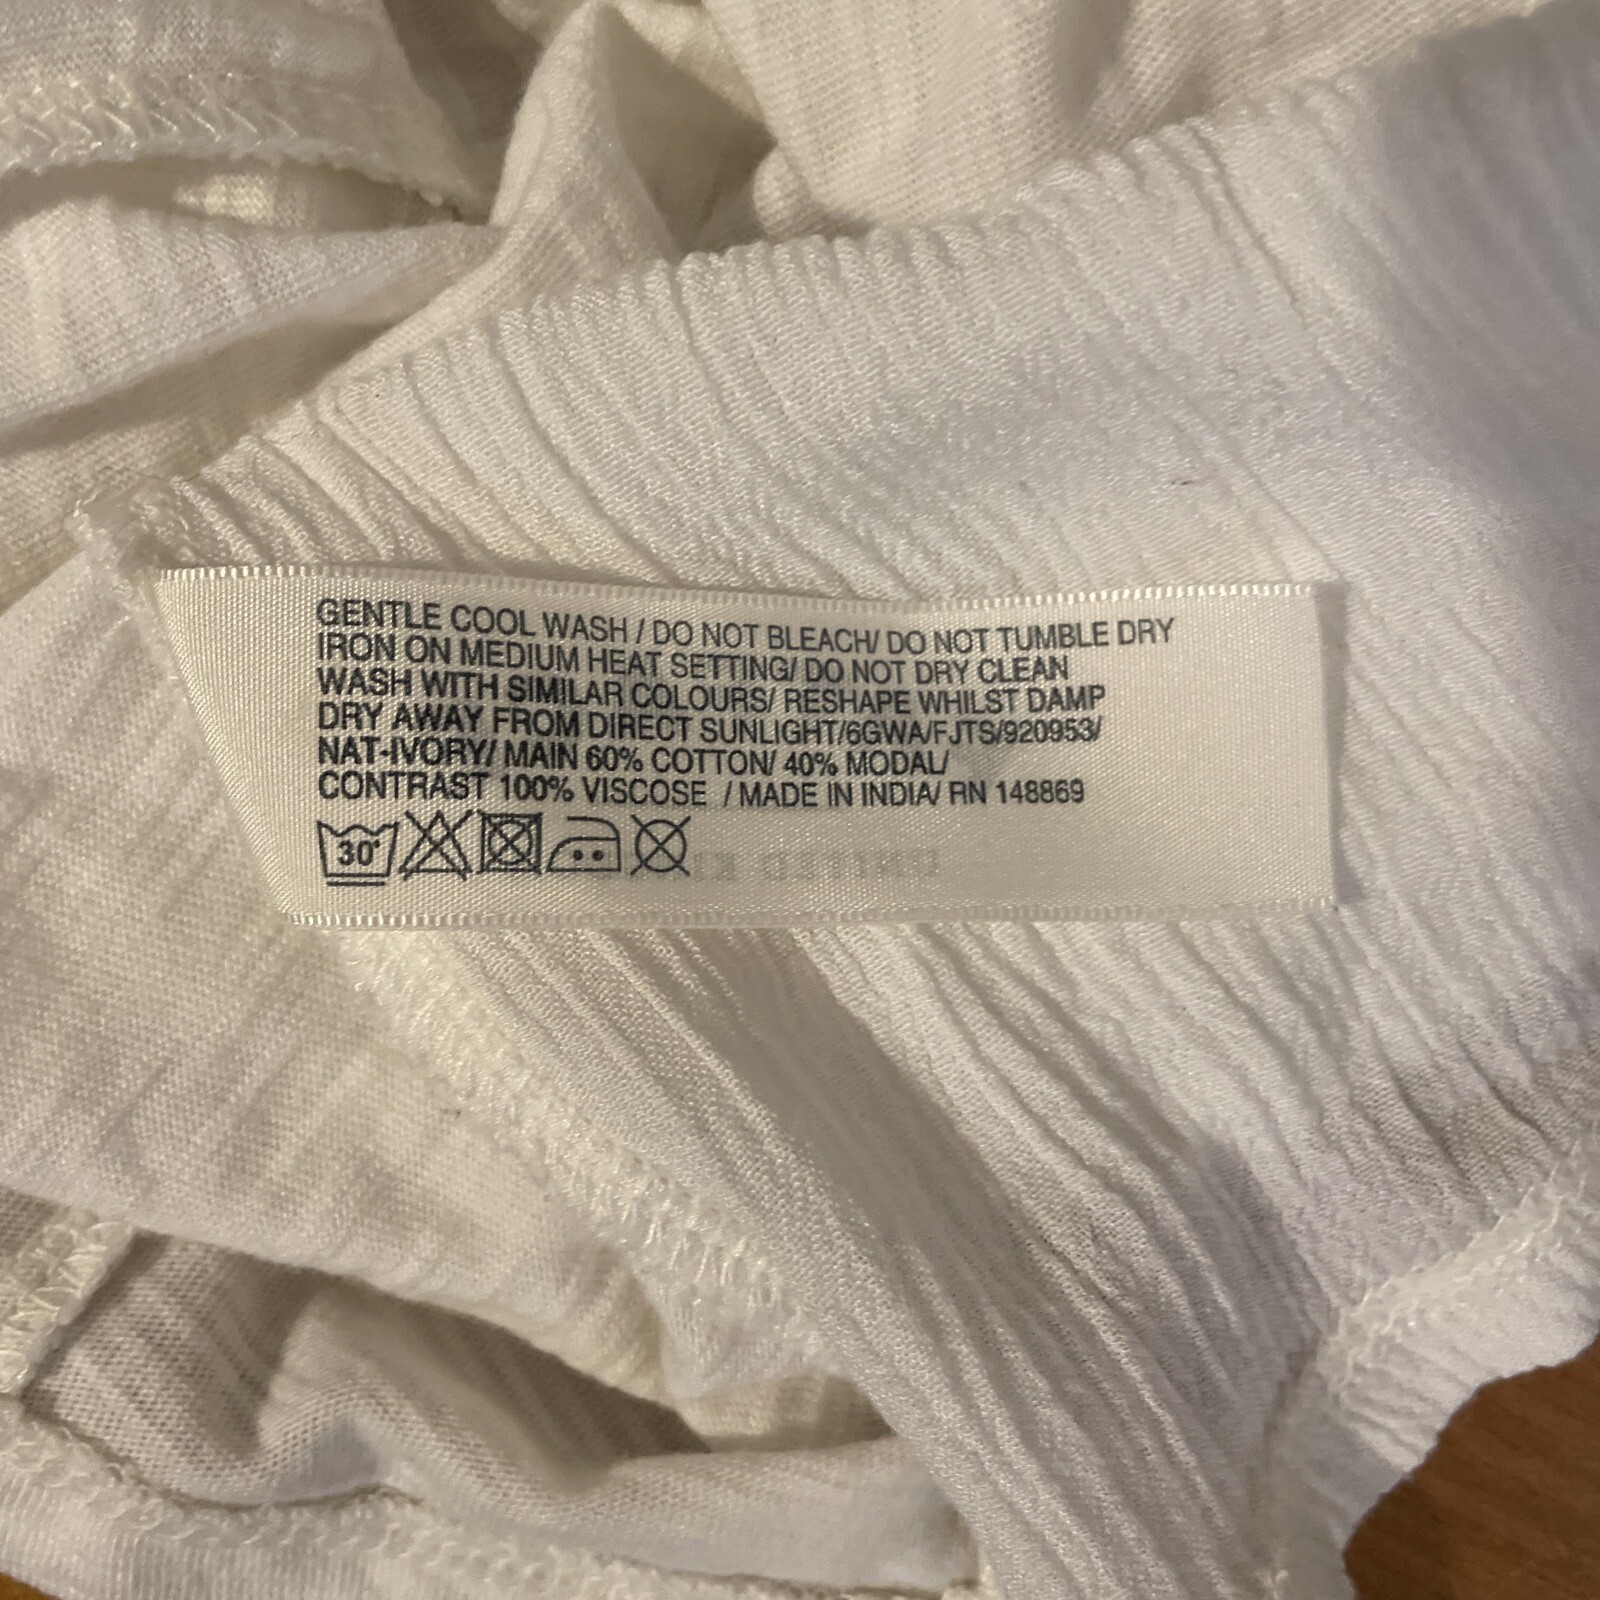 GENTLE COOL WASH / DO NOT BLEACH/ DO NOT TUMBLE DRY
IRON ON MEDIUM HEAT SETTING/ DO NOT DRY CLEAN
WASH WITH SIMILAR COLOURS/ RESHAPE WHILST DAMP
DRY AWAY FROM DIRECT SUNLIGHT/6GWA/FJTS/920953/
NAT-IVORY/ MAIN 60% COTTON/ 40% MODAL/
CONTRAST 100% VISCOSE / MADE IN INDIA/ RN 148869
30°